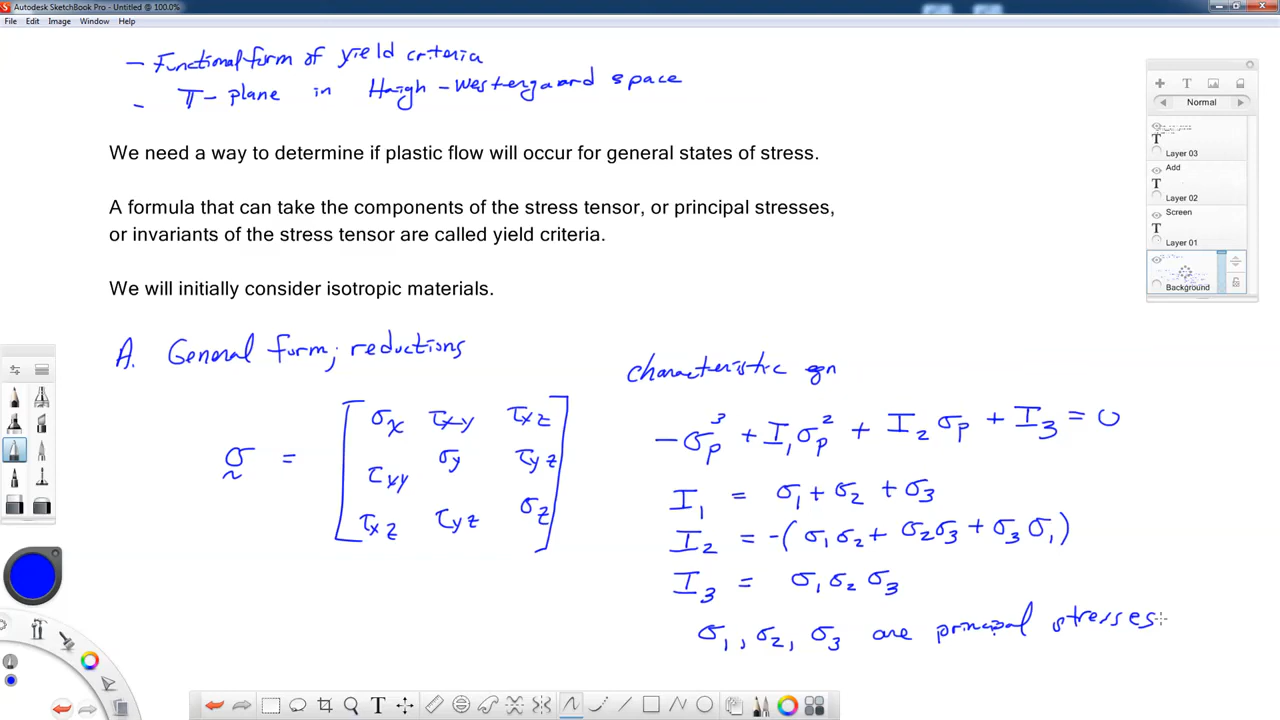 Autodesk SketchBook Pro - Untitled @ 100.0%
File Edit Image Window Help
— Functional form of yield criteria
- π - plane in Haigh - Westergaard space
We need a way to determine if plastic flow will occur for general states of stress.
A formula that can take the components of the stress tensor, or principal stresses,
or invariants of the stress tensor are called yield criteria.
We will initially consider isotropic materials.
A. General form; reductions
σ̰ = [ σx τxy τxz
τxy σy τyz
τxz τyz σz ]
characteristic eqn
-σp³ + I₁σp² + I₂σp + I₃ = 0
I₁ = σ₁ + σ₂ + σ₃
I₂ = -(σ₁σ₂ + σ₂σ₃ + σ₃σ₁)
I₃ = σ₁σ₂σ₃
σ₁, σ₂, σ₃ are principal stresses
Normal
T
Layer 03
Add
T
Layer 02
Screen
T
Layer 01
Background
T